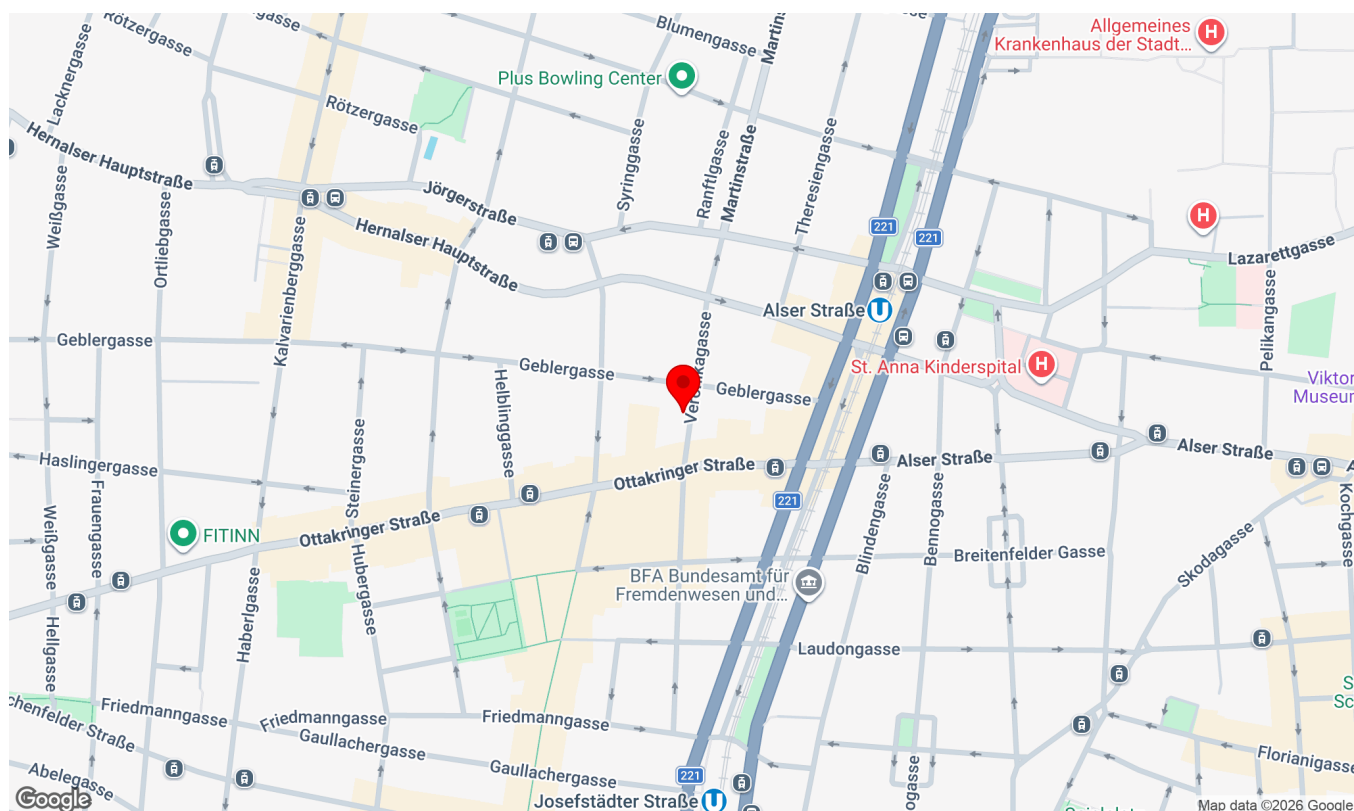 Rötzergasse
Blumengasse
Allgemeines
Krankenhaus der Stadt...
Martinstraße
Lacknergasse
Plus Bowling Center
Rötzergasse
Hernalser Hauptstraße
Syringgasse
Ranftlgasse
Martinstraße
Theresiengasse
Weißgasse
Ortliebgasse
Jörgerstraße
Kalvarienberggasse
Hernalser Hauptstraße
221
221
Lazarettgasse
Alser Straße
Pelikangasse
Geblergasse
Geblergasse
Geblergasse
St. Anna Kinderspital
Viktor
Museum
Helblinggasse
Steinergasse
Haslingergasse
Frauengasse
Weißgasse
Ottakringer Straße
Alser Straße
Alser Straße
221
Kochgasse
Ottakringer Straße
FITINN
Hubergasse
Haberlgasse
Blindengasse
Bennogasse
Breitenfelder Gasse
Skodagasse
BFA Bundesamt für
Fremdenwesen und...
Hellgasse
Laudongasse
Friedmanngasse
Friedmanngasse
Friedmanngasse
chenfelder Straße
Gaullachergasse
Gaullachergasse
Abelegasse
221
Josefstädter Straße
Florianigasse
Google
Map data ©2026 Google